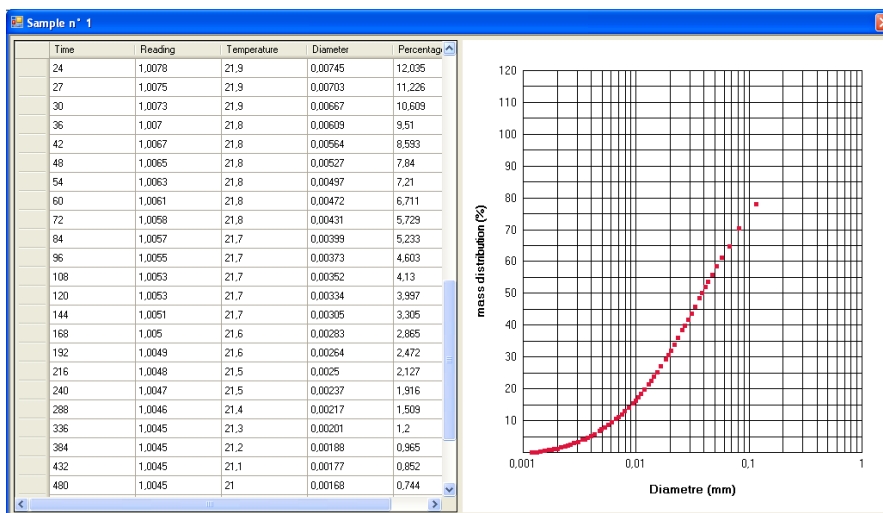 Sample n° 1
Time Reading Temperature Diameter Percentag
24 1,0078 21,9 0,00745 12,035
27 1,0075 21,9 0,00703 11,226
30 1,0073 21,9 0,00667 10,609
36 1,007 21,8 0,00609 9,51
42 1,0067 21,8 0,00564 8,593
48 1,0065 21,8 0,00527 7,84
54 1,0063 21,8 0,00497 7,21
60 1,0061 21,8 0,00472 6,711
72 1,0058 21,8 0,00431 5,729
84 1,0057 21,7 0,00399 5,233
96 1,0055 21,7 0,00373 4,603
108 1,0053 21,7 0,00352 4,13
120 1,0053 21,7 0,00334 3,997
144 1,0051 21,7 0,00305 3,305
168 1,005 21,6 0,00283 2,865
192 1,0049 21,6 0,00264 2,472
216 1,0048 21,5 0,0025 2,127
240 1,0047 21,5 0,00237 1,916
288 1,0046 21,4 0,00217 1,509
336 1,0045 21,3 0,00201 1,2
384 1,0045 21,2 0,00188 0,965
432 1,0045 21,1 0,00177 0,852
480 1,0045 21 0,00168 0,744
mass distribution (%)
120
110
100
90
80
70
60
50
40
30
20
10
0,001 0,01 0,1 1
Diametre (mm)